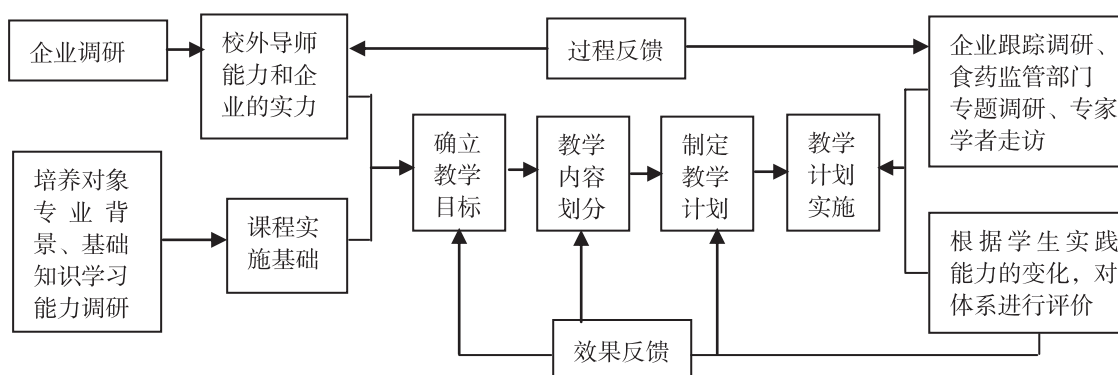 企业调研
校外导师
能力和企
业的实力
过程反馈
企业跟踪调研、
食药监管部门
专题调研、专家
学者走访
培养对象
专业背
景、基础
知识学习
能力调研
课程实
施基础
确立
教学
目标
教学
内容
划分
制定
教学
计划
教学
计划
实施
根据学生实践
能力的变化，对
体系进行评价
效果反馈